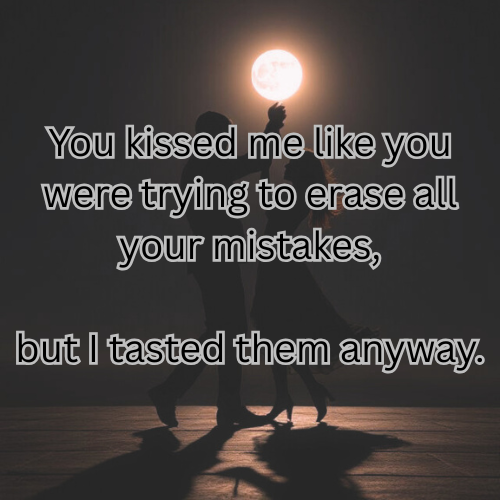 You kissed me like you
were trying to erase all
your mistakes,
but I tasted them anyway.